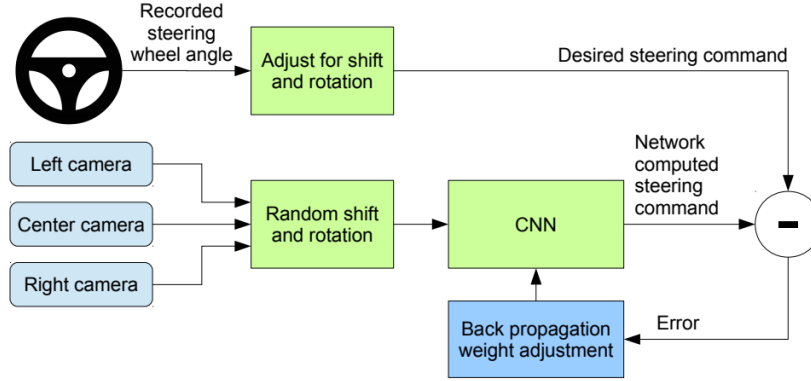 Recorded
steering
wheel angle
Adjust for shift
and rotation
Desired steering command
Left camera
Center camera
Right camera
Random shift
and rotation
CNN
Network
computed
steering
command
-
Back propagation
weight adjustment
Error